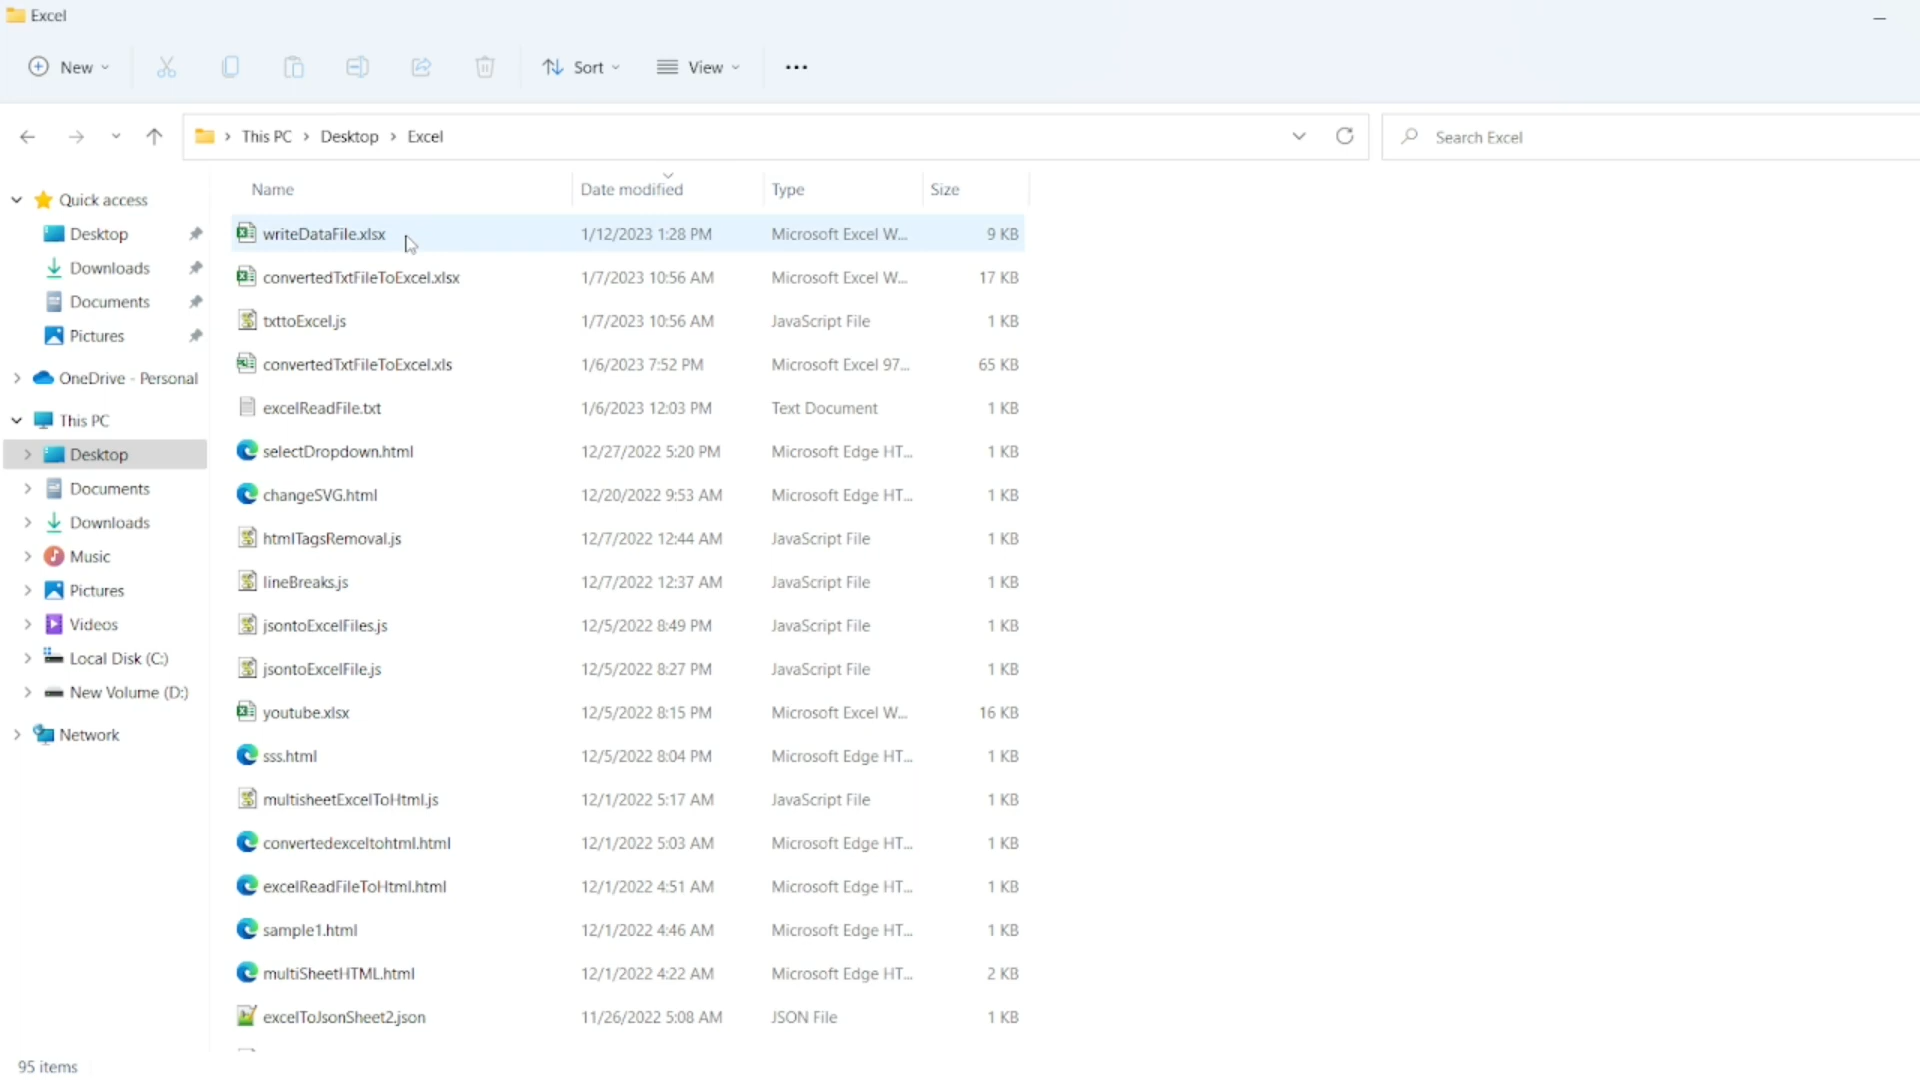 Excel
New
Sort
View
This PC > Desktop > Excel
Search Excel
Name Date modified Type Size
Quick access
Desktop
Downloads
Documents
Pictures
OneDrive - Personal
This PC
Desktop
Documents
Downloads
Music
Pictures
Videos
Local Disk (C:)
New Volume (D:)
Network
writeDataFile.xlsx 1/12/2023 1:28 PM Microsoft Excel W... 9 KB
convertedTxtFileToExcel.xlsx 1/7/2023 10:56 AM Microsoft Excel W... 17 KB
txttoExcel.js 1/7/2023 10:56 AM JavaScript File 1 KB
convertedTxtFileToExcel.xls 1/6/2023 7:52 PM Microsoft Excel 97... 65 KB
excelReadFile.txt 1/6/2023 12:03 PM Text Document 1 KB
selectDropdown.html 12/27/2022 5:20 PM Microsoft Edge HT... 1 KB
changeSVG.html 12/20/2022 9:53 AM Microsoft Edge HT... 1 KB
htmlTagsRemoval.js 12/7/2022 12:44 AM JavaScript File 1 KB
lineBreaks.js 12/7/2022 12:37 AM JavaScript File 1 KB
jsontoExcelFiles.js 12/5/2022 8:49 PM JavaScript File 1 KB
jsontoExcelFile.js 12/5/2022 8:27 PM JavaScript File 1 KB
youtube.xlsx 12/5/2022 8:15 PM Microsoft Excel W... 16 KB
sss.html 12/5/2022 8:04 PM Microsoft Edge HT... 1 KB
multisheetExcelToHtml.js 12/1/2022 5:17 AM JavaScript File 1 KB
convertedexceltohtml.html 12/1/2022 5:03 AM Microsoft Edge HT... 1 KB
excelReadFileToHtml.html 12/1/2022 4:51 AM Microsoft Edge HT... 1 KB
sample1.html 12/1/2022 4:46 AM Microsoft Edge HT... 1 KB
multiSheetHTML.html 12/1/2022 4:22 AM Microsoft Edge HT... 2 KB
excelToJsonSheet2.json 11/26/2022 5:08 AM JSON File 1 KB
95 items